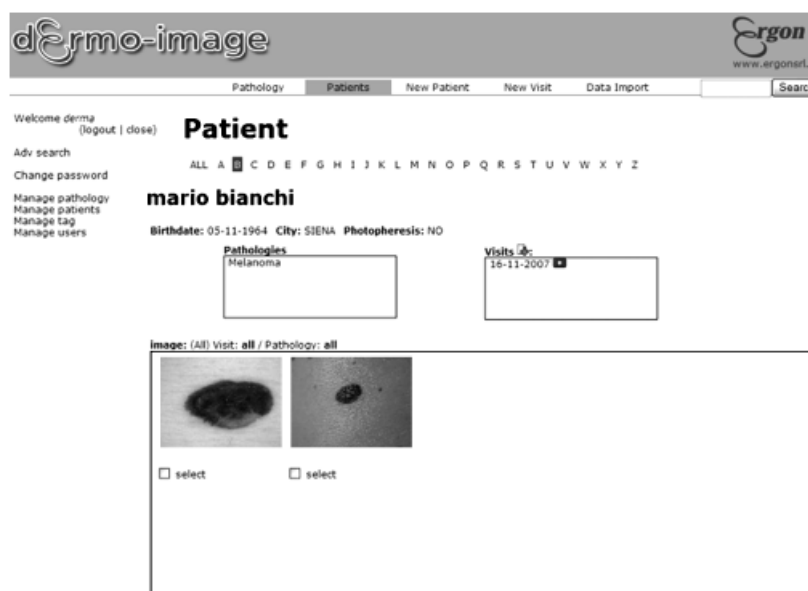 dermo-image
Ergon
www.ergonsrl.
Pathology Patients New Patient New Visit Data Import Searc
Welcome derma
(logout | close)
Adv search
Change password
Manage pathology
Manage patients
Manage tag
Manage users
Patient
ALL A B C D E F G H I J K L M N O P Q R S T U V W X Y Z
mario bianchi
Birthdate: 05-11-1964 City: SIENA Photopheresis: NO
Pathologies
Melanoma
Visits :
16-11-2007
image: (All) Visit: all / Pathology: all
select select